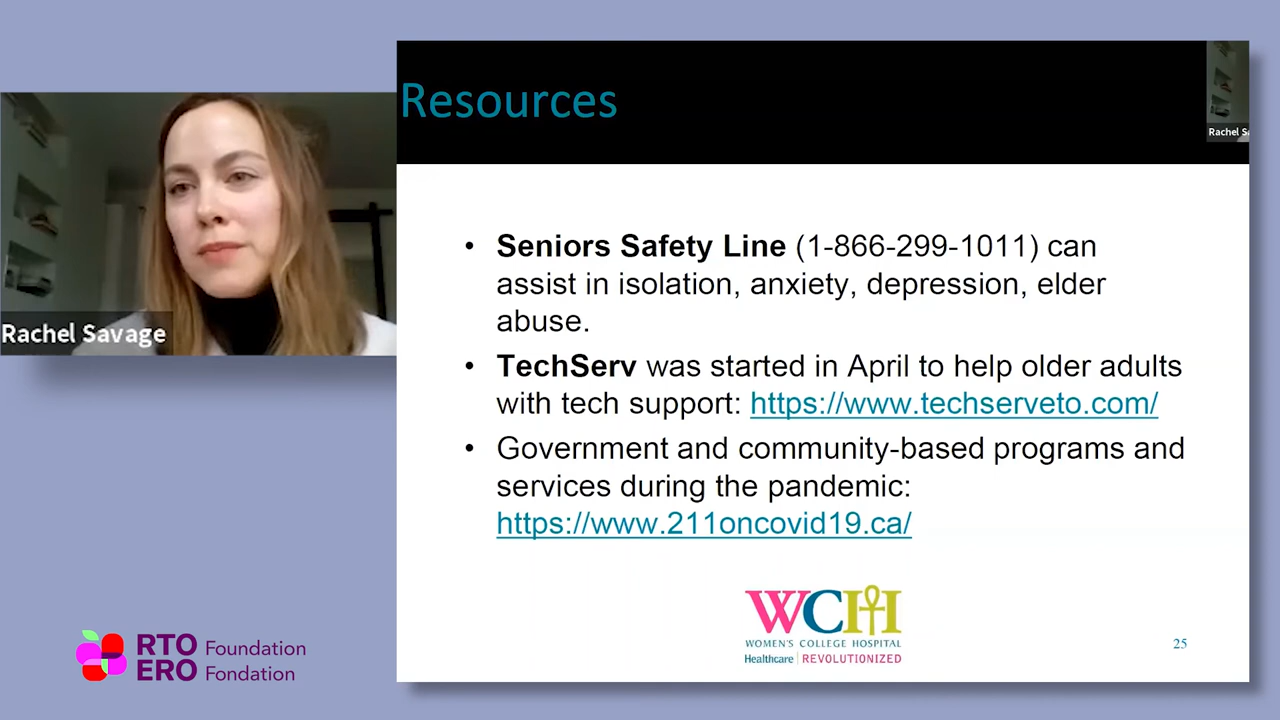 Resources
Rachel Sa
Rachel Savage
• Seniors Safety Line (1-866-299-1011) can
assist in isolation, anxiety, depression, elder
abuse.
• TechServ was started in April to help older adults
with tech support: https://www.techserveto.com/
• Government and community-based programs and
services during the pandemic:
https://www.211oncovid19.ca/
WCH
WOMEN'S COLLEGE HOSPITAL
Healthcare | REVOLUTIONIZED
25
RTO Foundation
ERO Fondation